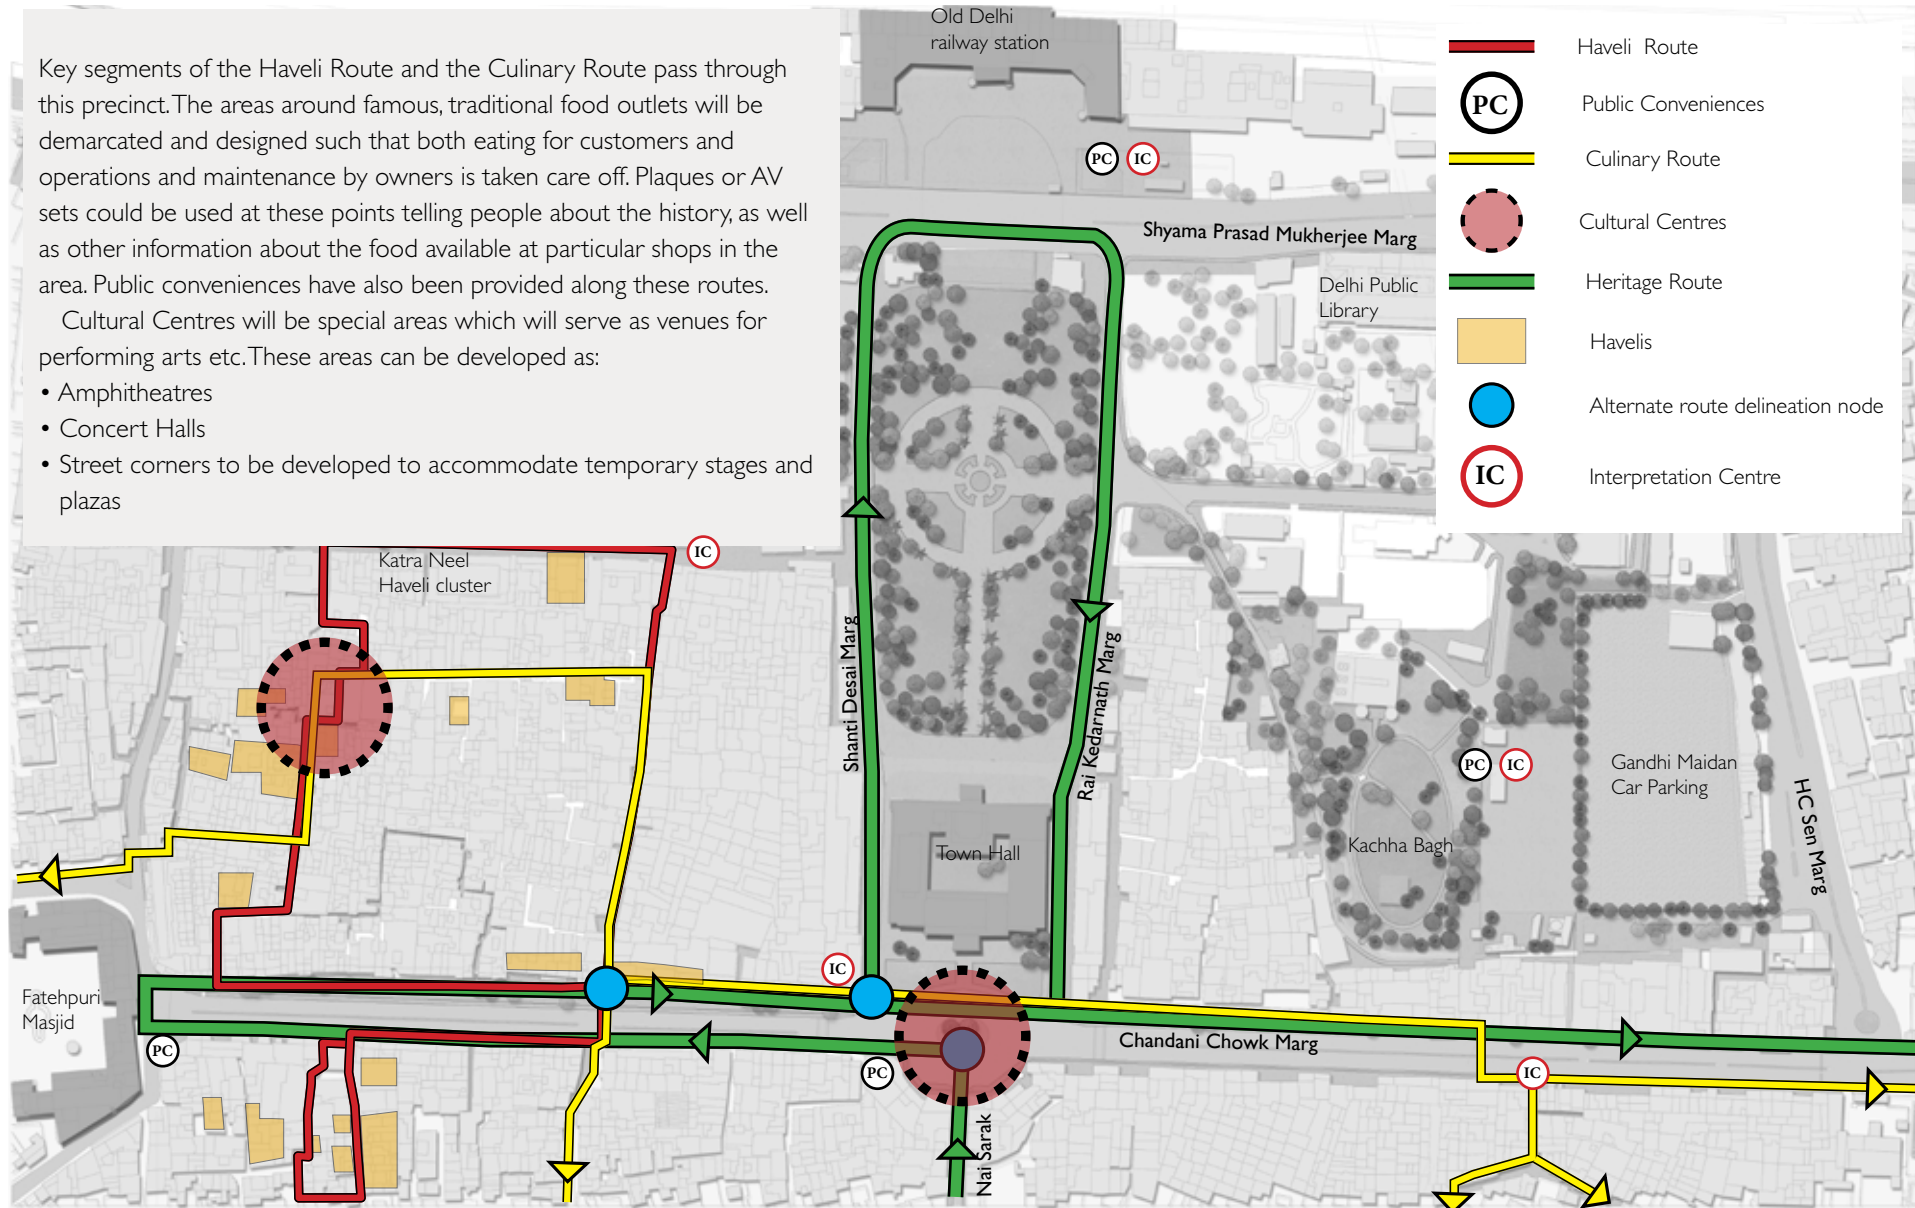 Key segments of the Haveli Route and the Culinary Route pass through
this precinct. The areas around famous, traditional food outlets will be
demarcated and designed such that both eating for customers and
operations and maintenance by owners is taken care off. Plaques or AV
sets could be used at these points telling people about the history, as well
as other information about the food available at particular shops in the
area. Public conveniences have also been provided along these routes.
Cultural Centres will be special areas which will serve as venues for
performing arts etc. These areas can be developed as:
• Amphitheatres
• Concert Halls
• Street corners to be developed to accommodate temporary stages and
plazas
Old Delhi
railway station
PC
IC
Shyama Prasad Mukherjee Marg
Delhi Public
Library
Haveli Route
PC
Public Conveniences
Culinary Route
Cultural Centres
Heritage Route
Havelis
Alternate route delineation node
IC
Interpretation Centre
Katra Neel
Haveli cluster
IC
Shanti Desai Marg
Rai Kedarnath Marg
PC
IC
Gandhi Maidan
Car Parking
HC Sen Marg
Kachha Bagh
Town Hall
IC
Fatehpuri
Masjid
PC
PC
Chandani Chowk Marg
IC
Nai Sarak